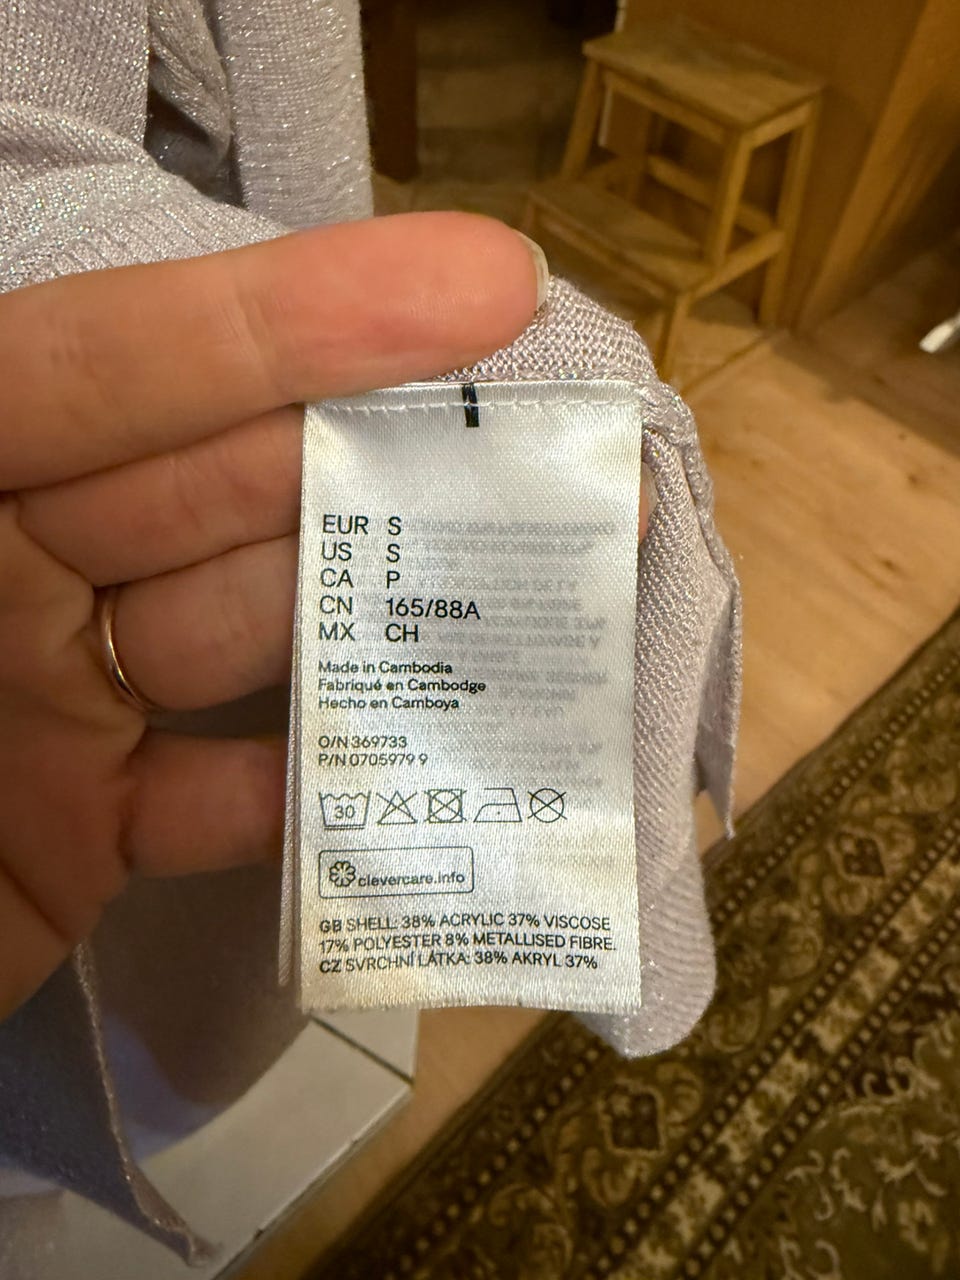 EUR S
US S
CA P
CN 165/88A
MX CH
Made in Cambodia
Fabriqué en Cambodge
Hecho en Camboya
O/N 369733
P/N 0705979 9
30
clevercare.info
GB SHELL: 38% ACRYLIC 37% VISCOSE
17% POLYESTER 8% METALLISED FIBRE.
CZ SVRCHNÍ LÁTKA: 38% AKRYL 37%